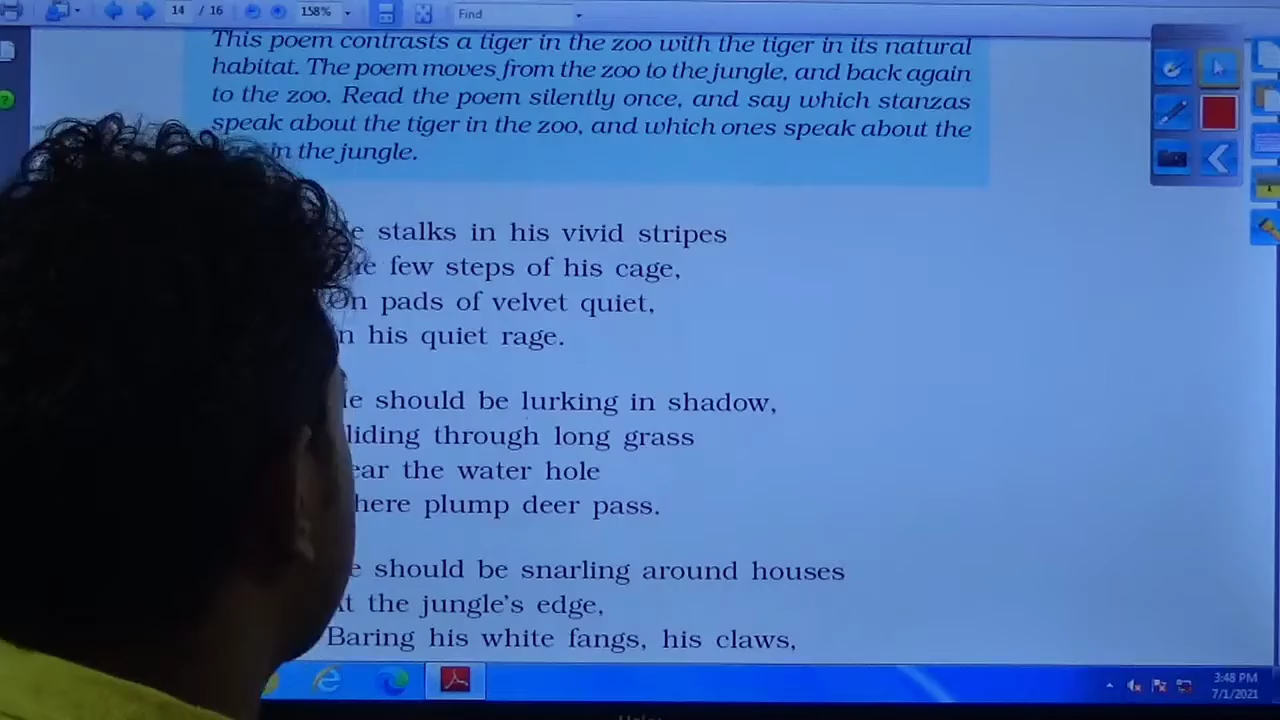 14 / 16
158%
Find
This poem contrasts a tiger in the zoo with the tiger in its natural
habitat. The poem moves from the zoo to the jungle, and back again
to the zoo. Read the poem silently once, and say which stanzas
speak about the tiger in the zoo, and which ones speak about the
in the jungle.
stalks in his vivid stripes
few steps of his cage,
On pads of velvet quiet,
his quiet rage.
should be lurking in shadow,
through long grass
the water hole
plump deer pass.
should be snarling around houses
the jungle's edge,
Baring his white fangs, his claws,
3:48 PM
7/1/2021